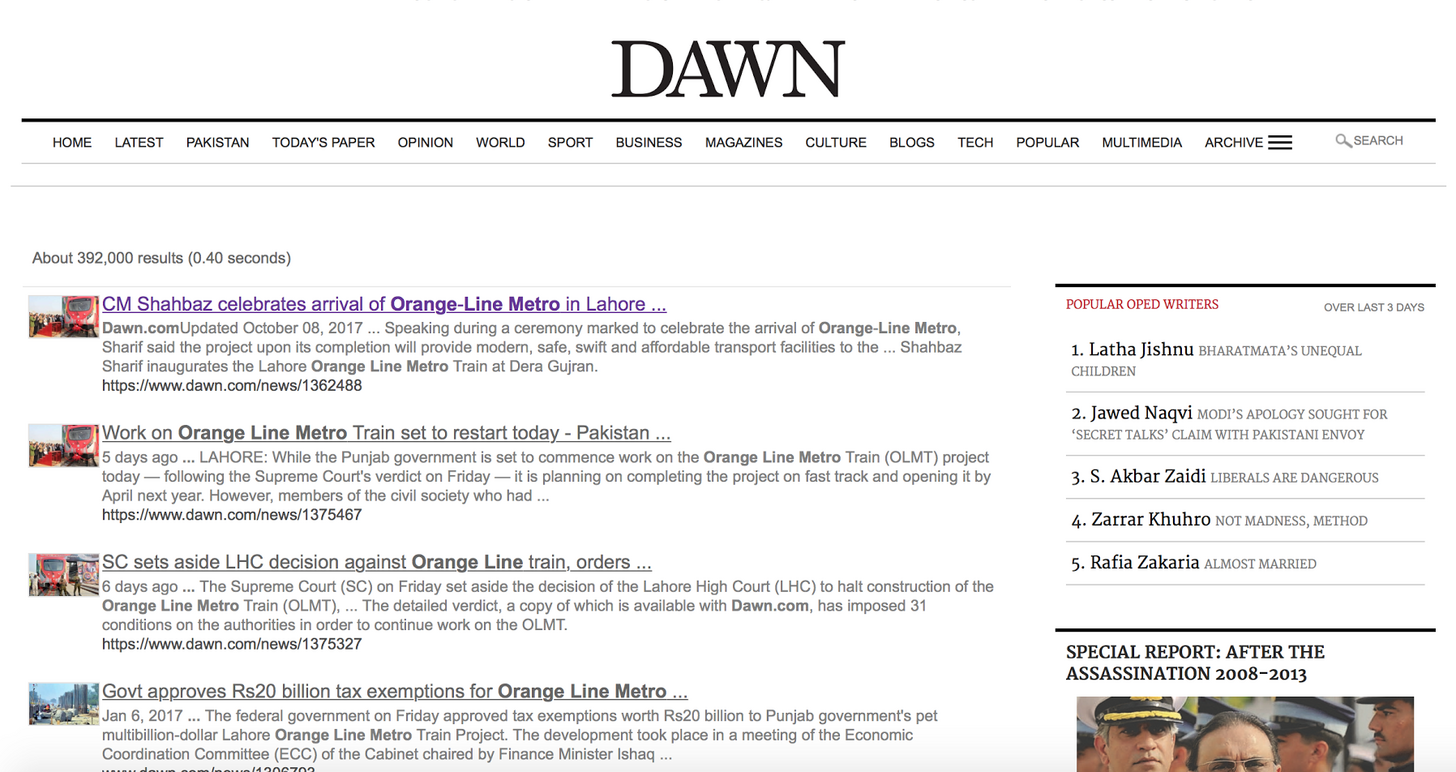 DAWN
HOME LATEST PAKISTAN TODAY'S PAPER OPINION WORLD SPORT BUSINESS MAGAZINES CULTURE BLOGS TECH POPULAR MULTIMEDIA ARCHIVE SEARCH
About 392,000 results (0.40 seconds)
CM Shahbaz celebrates arrival of Orange-Line Metro in Lahore ...
Dawn.comUpdated October 08, 2017 ... Speaking during a ceremony marked to celebrate the arrival of Orange-Line Metro,
Sharif said the project upon its completion will provide modern, safe, swift and affordable transport facilities to the ... Shahbaz
Sharif inaugurates the Lahore Orange Line Metro Train at Dera Gujran.
https://www.dawn.com/news/1362488
Work on Orange Line Metro Train set to restart today - Pakistan ...
5 days ago ... LAHORE: While the Punjab government is set to commence work on the Orange Line Metro Train (OLMT) project
today — following the Supreme Court's verdict on Friday — it is planning on completing the project on fast track and opening it by
April next year. However, members of the civil society who had ...
https://www.dawn.com/news/1375467
SC sets aside LHC decision against Orange Line train, orders ...
6 days ago ... The Supreme Court (SC) on Friday set aside the decision of the Lahore High Court (LHC) to halt construction of the
Orange Line Metro Train (OLMT), ... The detailed verdict, a copy of which is available with Dawn.com, has imposed 31
conditions on the authorities in order to continue work on the OLMT.
https://www.dawn.com/news/1375327
Govt approves Rs20 billion tax exemptions for Orange Line Metro ...
Jan 6, 2017 ... The federal government on Friday approved tax exemptions worth Rs20 billion to Punjab government's pet
multibillion-dollar Lahore Orange Line Metro Train Project. The development took place in a meeting of the Economic
Coordination Committee (ECC) of the Cabinet chaired by Finance Minister Ishaq ...
POPULAR OPED WRITERS OVER LAST 3 DAYS
1. Latha Jishnu BHARATMATA'S UNEQUAL
CHILDREN
2. Jawed Naqvi MODI'S APOLOGY SOUGHT FOR
'SECRET TALKS' CLAIM WITH PAKISTANI ENVOY
3. S. Akbar Zaidi LIBERALS ARE DANGEROUS
4. Zarrar Khuhro NOT MADNESS, METHOD
5. Rafia Zakaria ALMOST MARRIED
SPECIAL REPORT: AFTER THE
ASSASSINATION 2008-2013